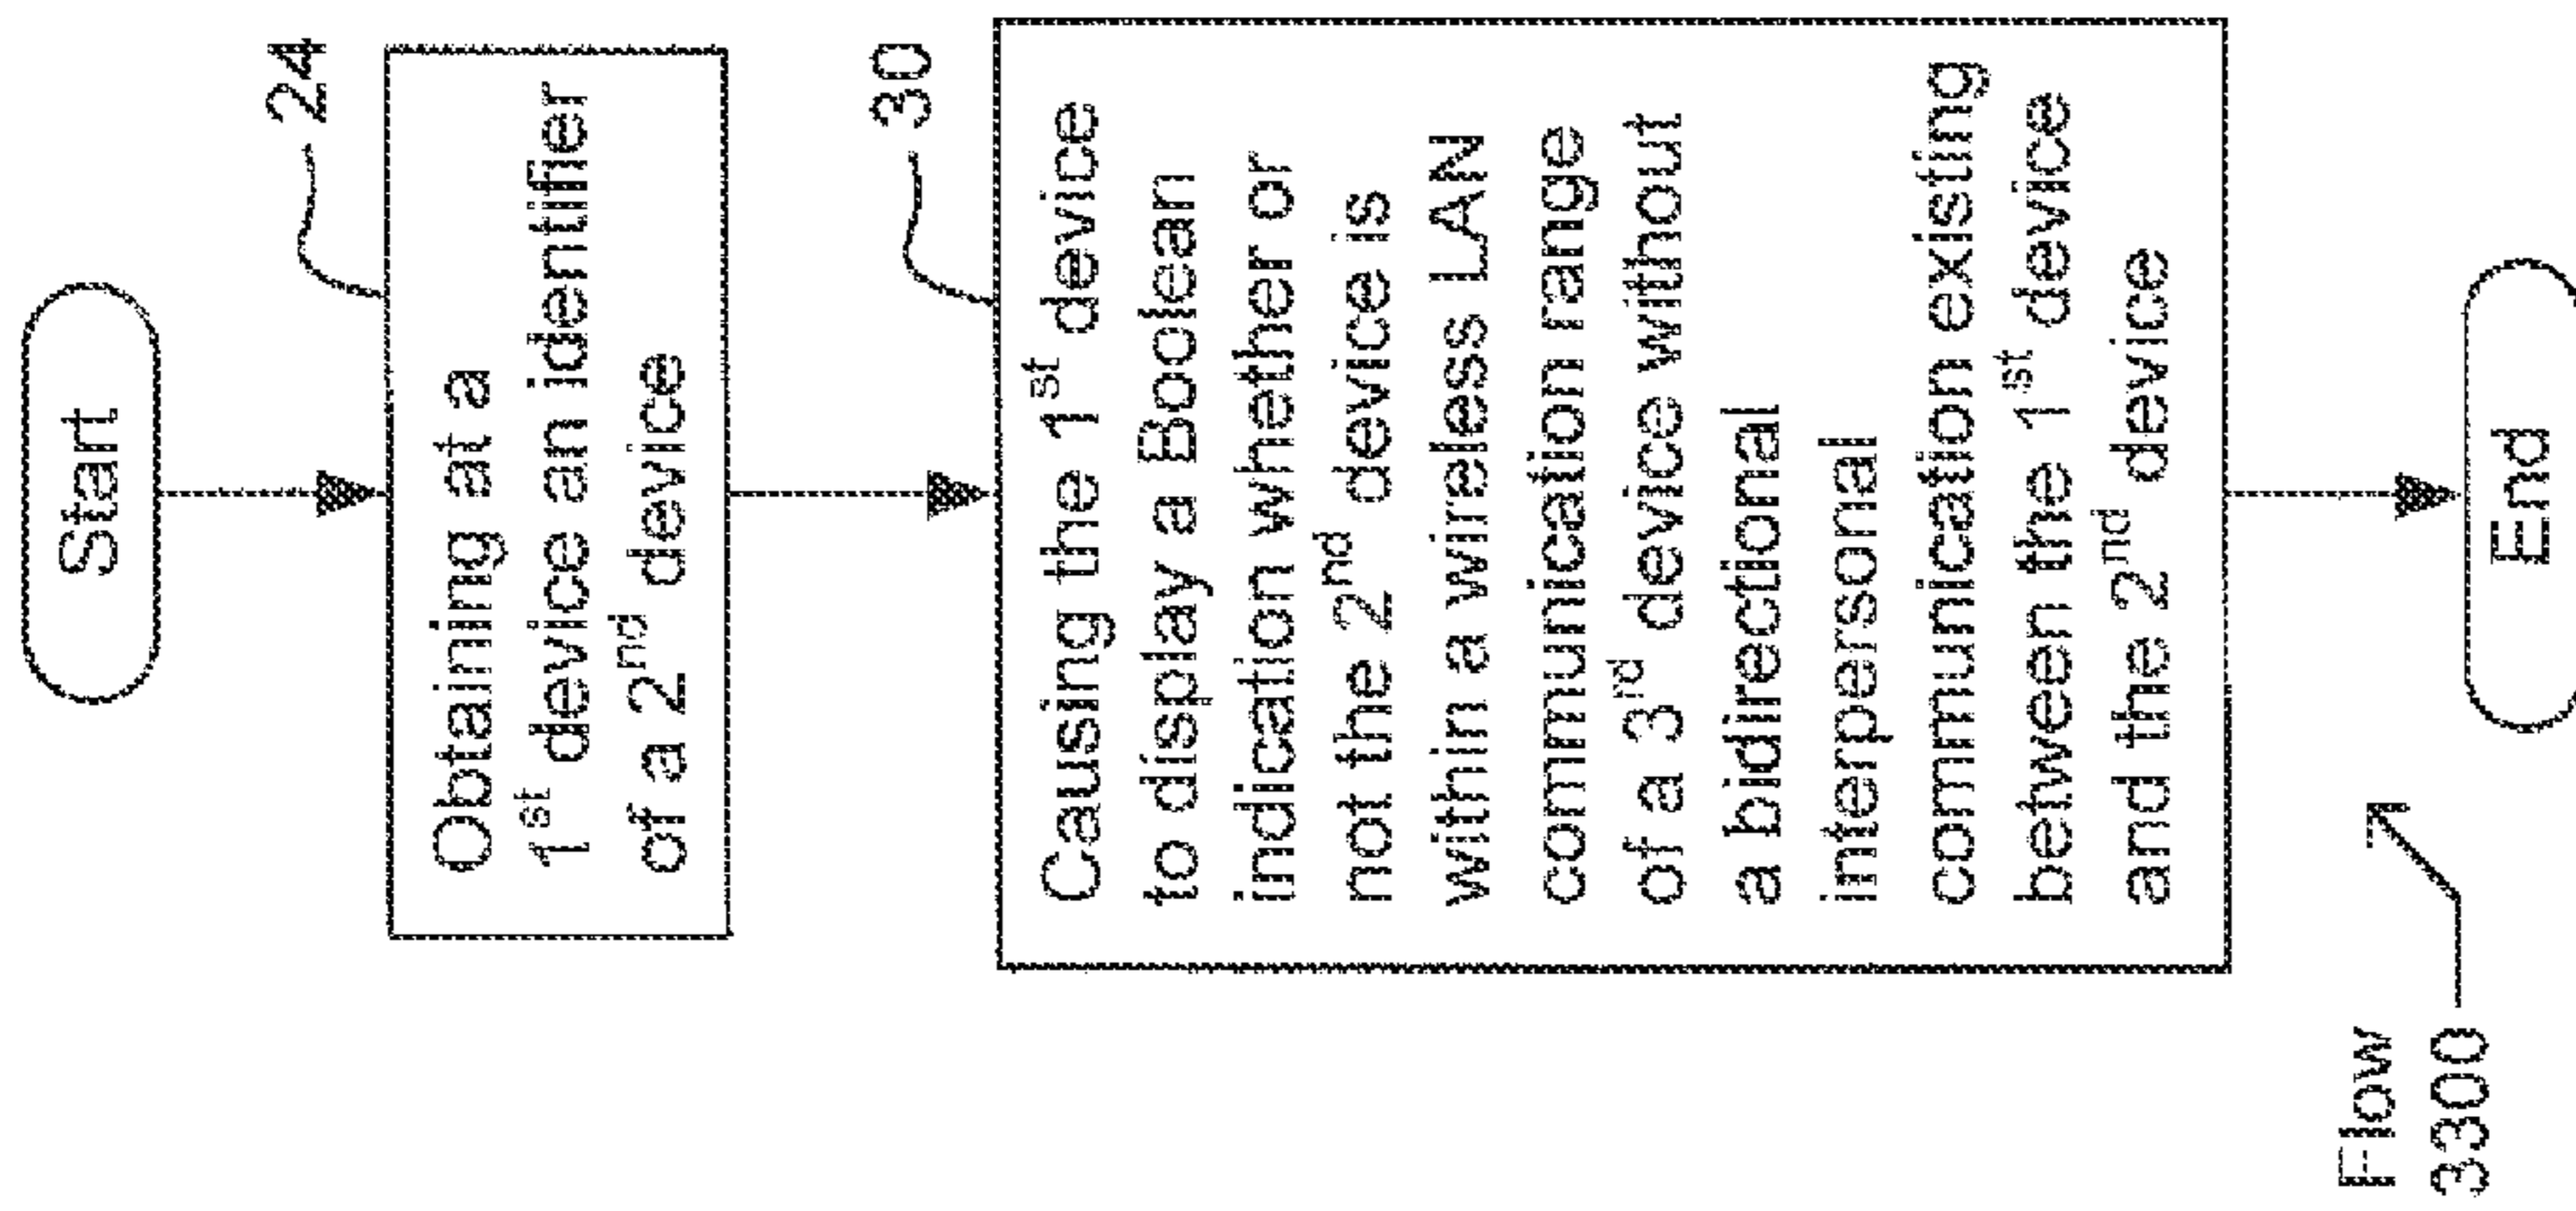 Start
24
Obtaining at a
1st device an identifier
of a 2nd device
30
Causing the 1st device
to display a Boolean
indication whether or
not the 2nd device is
within a wireless LAN
communication range
of a 3rd device without
a bidirectional
interpersonal
communication existing
between the 1st device
and the 2nd device
Flow
3300
End